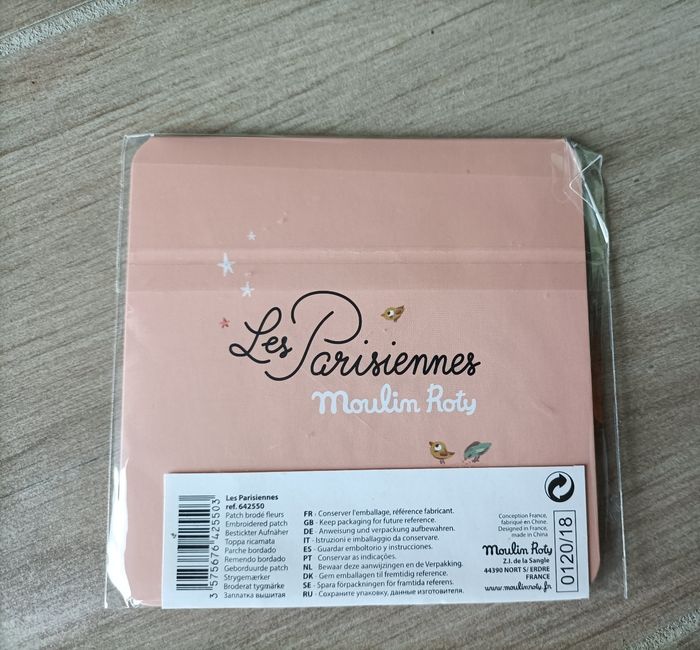 Les Parisiennes
Moulin Roty
Les Parisiennes
ref. 642550
Patch brodé fleurs
Embroidered patch
Bestickter Aufnäher
Toppa ricamata
Parche bordado
Remendo bordado
Geborduurde patch
Strygemærker
Broderat tygmärke
Заплатка вышитая
3 575676 425503
FR - Conserver l'emballage, référence fabricant.
GB - Keep packaging for future reference.
DE - Anweisung und verpackung aufbewahren.
IT - Istruzioni e imballaggio da conservare.
ES - Guardar emboltorio y instrucciones.
PT - Conserver as indicações.
NL - Bewaar deze aanwijzingen en de Verpakking.
DK - Gem emballagen til fremtidig reference.
SE - Spara förpackningen för framtida referens.
RU - Сохраните упаковку, данные изготовителя.
Conception France,
fabriqué en Chine.
Designed in France,
made in China
Moulin Roty
Z.I. de la Sangle
44390 NORT S/ ERDRE
FRANCE
www.moulinroty.fr
0120/18